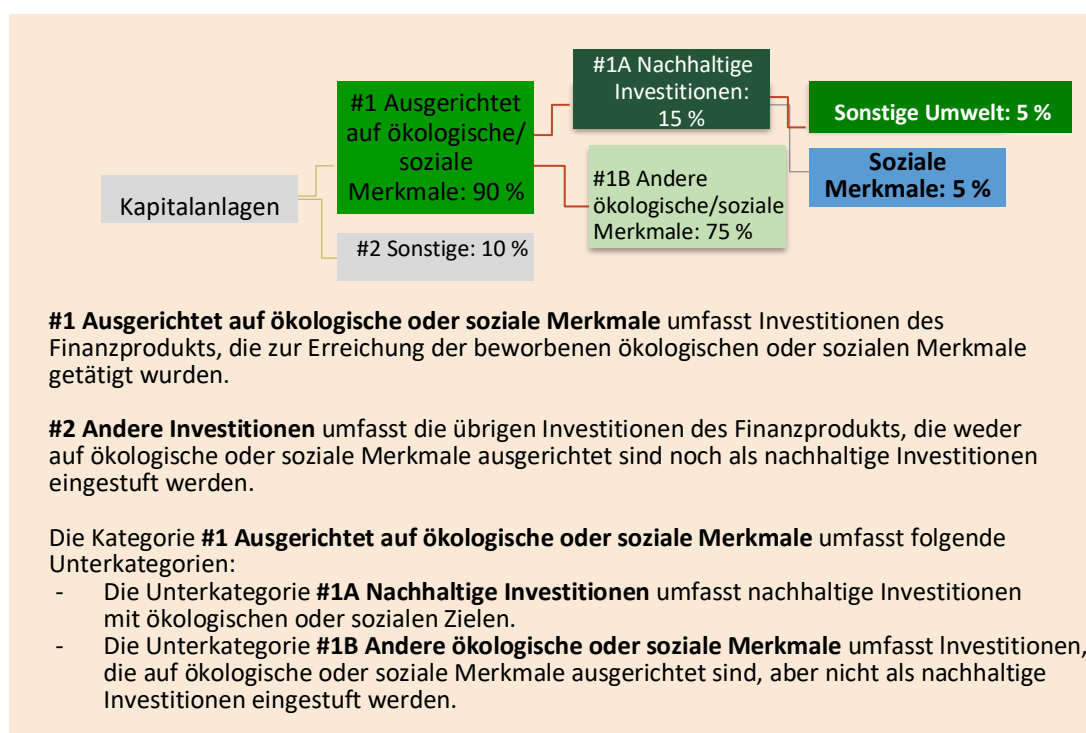 #1A Nachhaltige
Investitionen:
15 %
#1 Ausgerichtet
auf ökologische/
soziale
Merkmale: 90 %
Sonstige Umwelt: 5 %
Soziale
Merkmale: 5 %
#1B Andere
ökologische/soziale
Merkmale: 75 %
Kapitalanlagen
#2 Sonstige: 10 %
#1 Ausgerichtet auf ökologische oder soziale Merkmale umfasst Investitionen des
Finanzprodukts, die zur Erreichung der beworbenen ökologischen oder sozialen Merkmale
getätigt wurden.
#2 Andere Investitionen umfasst die übrigen Investitionen des Finanzprodukts, die weder
auf ökologische oder soziale Merkmale ausgerichtet sind noch als nachhaltige Investitionen
eingestuft werden.
Die Kategorie #1 Ausgerichtet auf ökologische oder soziale Merkmale umfasst folgende
Unterkategorien:
- Die Unterkategorie #1A Nachhaltige Investitionen umfasst nachhaltige Investitionen
mit ökologischen oder sozialen Zielen.
- Die Unterkategorie #1B Andere ökologische oder soziale Merkmale umfasst Investitionen,
die auf ökologische oder soziale Merkmale ausgerichtet sind, aber nicht als nachhaltige
Investitionen eingestuft werden.